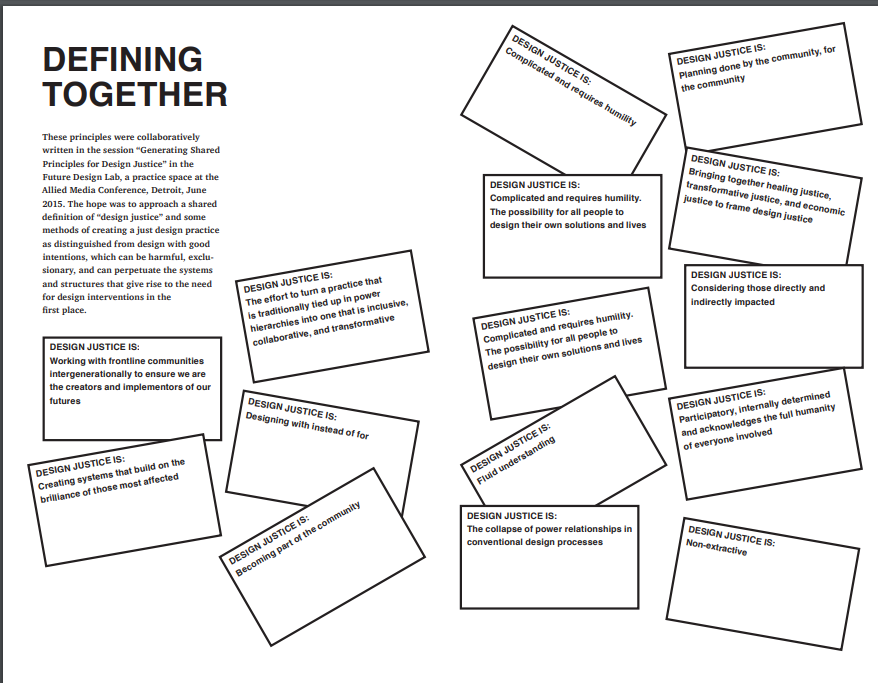 DEFINING
TOGETHER
These principles were collaboratively
written in the session “Generating Shared
Principles for Design Justice” in the
Future Design Lab, a practice space at the
Allied Media Conference, Detroit, June
2015. The hope was to approach a shared
definition of “design justice” and some
methods of creating a just design practice
as distinguished from design with good
intentions, which can be harmful, exclu-
sionary, and can perpetuate the systems
and structures that give rise to the need
for design interventions in the
first place.
DESIGN JUSTICE IS:
Working with frontline communities
intergenerationally to ensure we are
the creators and implementors of our
futures
DESIGN JUSTICE IS:
Creating systems that build on the
brilliance of those most affected
DESIGN JUSTICE IS:
The effort to turn a practice that
is traditionally tied up in power
hierarchies into one that is inclusive,
collaborative, and transformative
DESIGN JUSTICE IS:
Designing with instead of for
DESIGN JUSTICE IS:
Becoming part of the community
DESIGN JUSTICE IS:
Complicated and requires humility
DESIGN JUSTICE IS:
Complicated and requires humility.
The possibility for all people to
design their own solutions and lives
DESIGN JUSTICE IS:
Complicated and requires humility.
The possibility for all people to
design their own solutions and lives
DESIGN JUSTICE IS:
Fluid understanding
DESIGN JUSTICE IS:
The collapse of power relationships in
conventional design processes
DESIGN JUSTICE IS:
Planning done by the community, for
the community
DESIGN JUSTICE IS:
Bringing together healing justice,
transformative justice, and economic
justice to frame design justice
DESIGN JUSTICE IS:
Considering those directly and
indirectly impacted
DESIGN JUSTICE IS:
Participatory, internally determined
and acknowledges the full humanity
of everyone involved
DESIGN JUSTICE IS:
Non-extractive